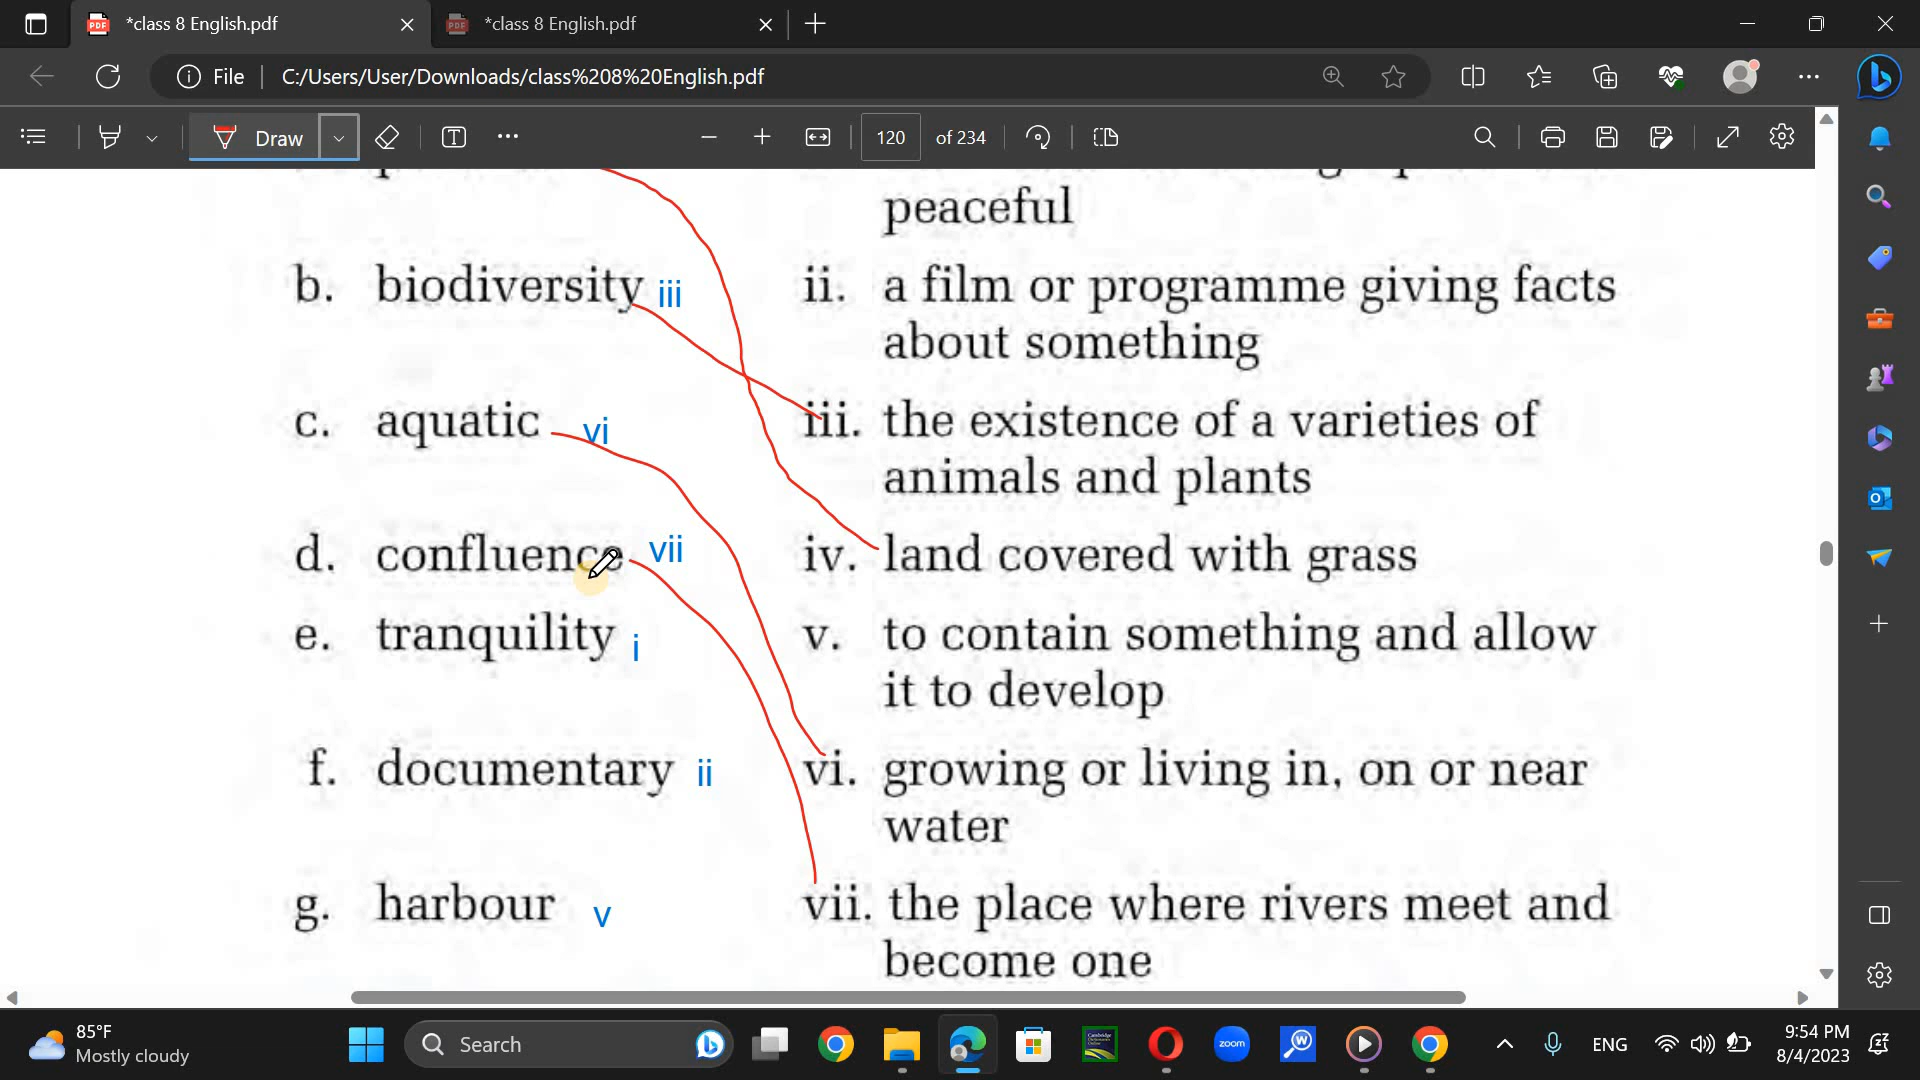 *class 8 English.pdf
*class 8 English.pdf
File
C:/Users/User/Downloads/class%208%20English.pdf
Draw
120 of 234
peaceful
b. biodiversity iii
ii. a film or programme giving facts
about something
c. aquatic vi
iii. the existence of a varieties of
animals and plants
d. confluence vii
iv. land covered with grass
e. tranquility i
v. to contain something and allow
it to develop
f. documentary ii
vi. growing or living in, on or near
water
g. harbour v
vii. the place where rivers meet and
become one
85°F
Mostly cloudy
Search
zoom
ENG
9:54 PM
8/4/2023